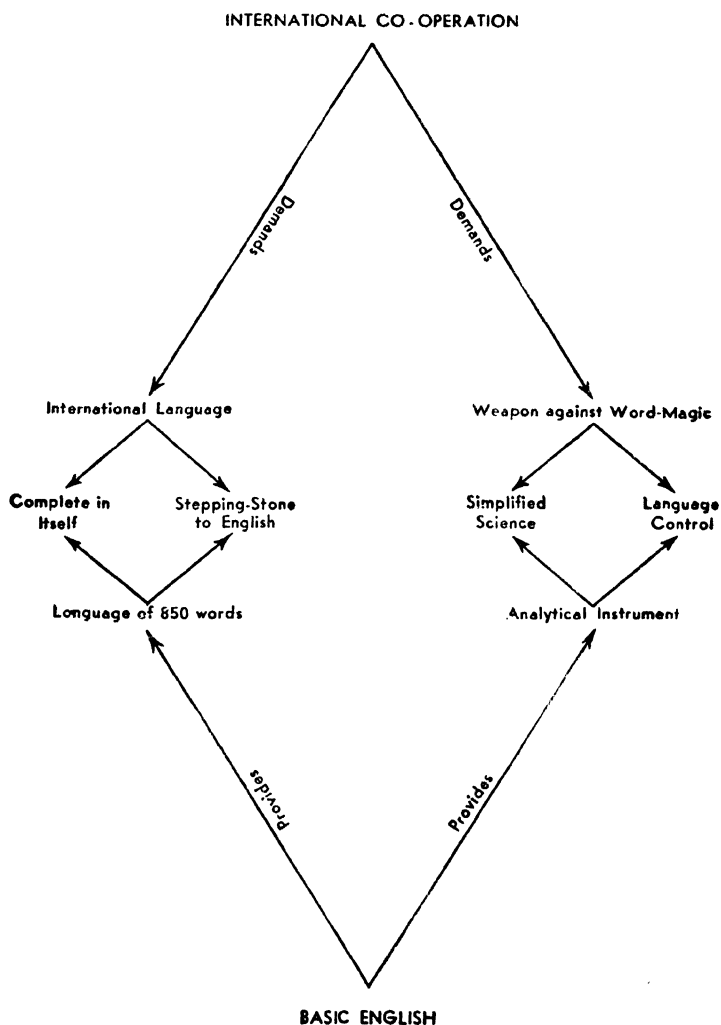 INTERNATIONAL CO-OPERATION
Demands
Demands
International Language
Weapon against Word-Magic
Complete in
Itself
Stepping-Stone
to English
Simplified
Science
Language
Control
Language of 850 words
Analytical Instrument
Provides
Provides
BASIC ENGLISH